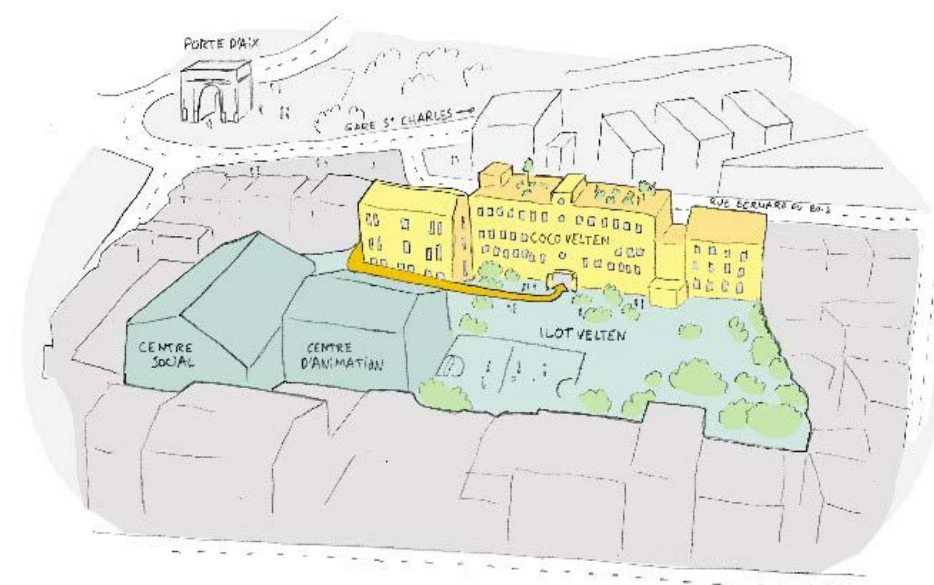 PORTE D'AIX
GARE ST CHARLES →
RUE BERNARD DU BOIS
COCO VELTEN
ILOT VELTEN
CENTRE
SOCIAL
CENTRE
D'ANIMATION